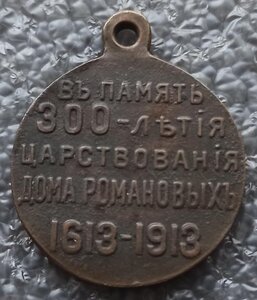 ВЪ ПАМЯТЬ
300-ЛѢТІЯ
ЦАРСТВОВАНІЯ
ДОМА РОМАНОВЫХЪ
1613-1913